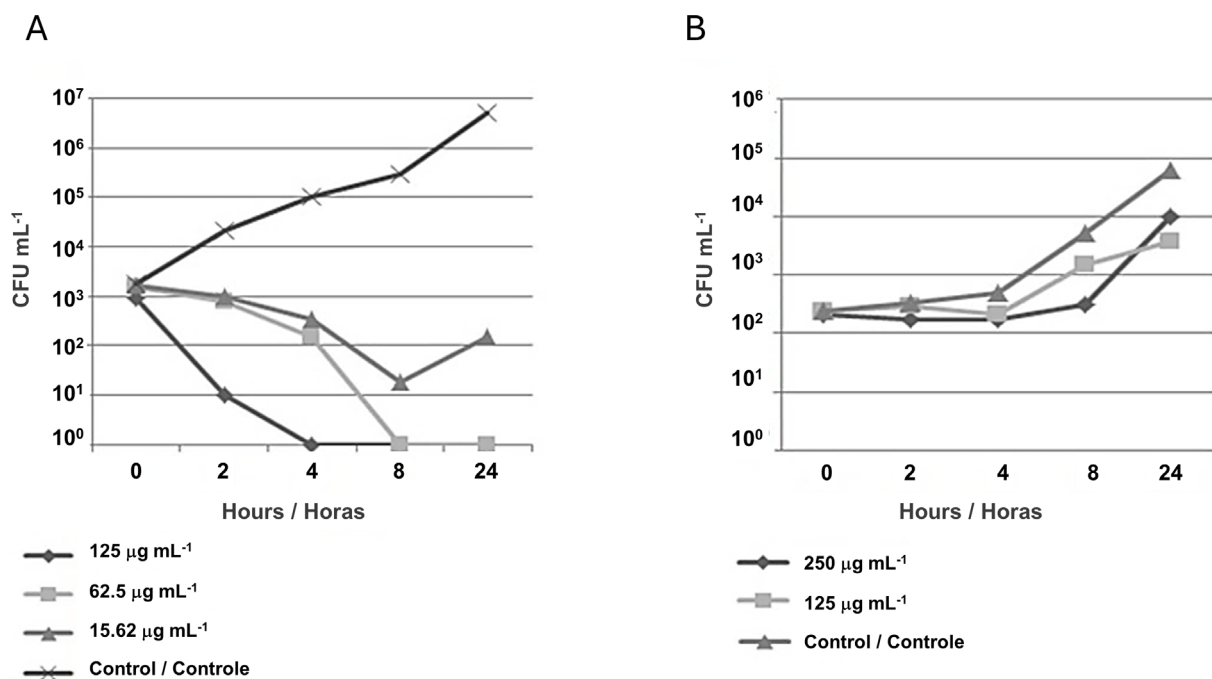 A
CFU mL⁻¹
10⁷
10⁶
10⁵
10⁴
10³
10²
10¹
10⁰
0 2 4 8 24
Hours / Horas
125 µg mL⁻¹
62.5 µg mL⁻¹
15.62 µg mL⁻¹
Control / Controle
B
CFU mL⁻¹
10⁶
10⁵
10⁴
10³
10²
10¹
10⁰
0 2 4 8 24
Hours / Horas
250 µg mL⁻¹
125 µg mL⁻¹
Control / Controle